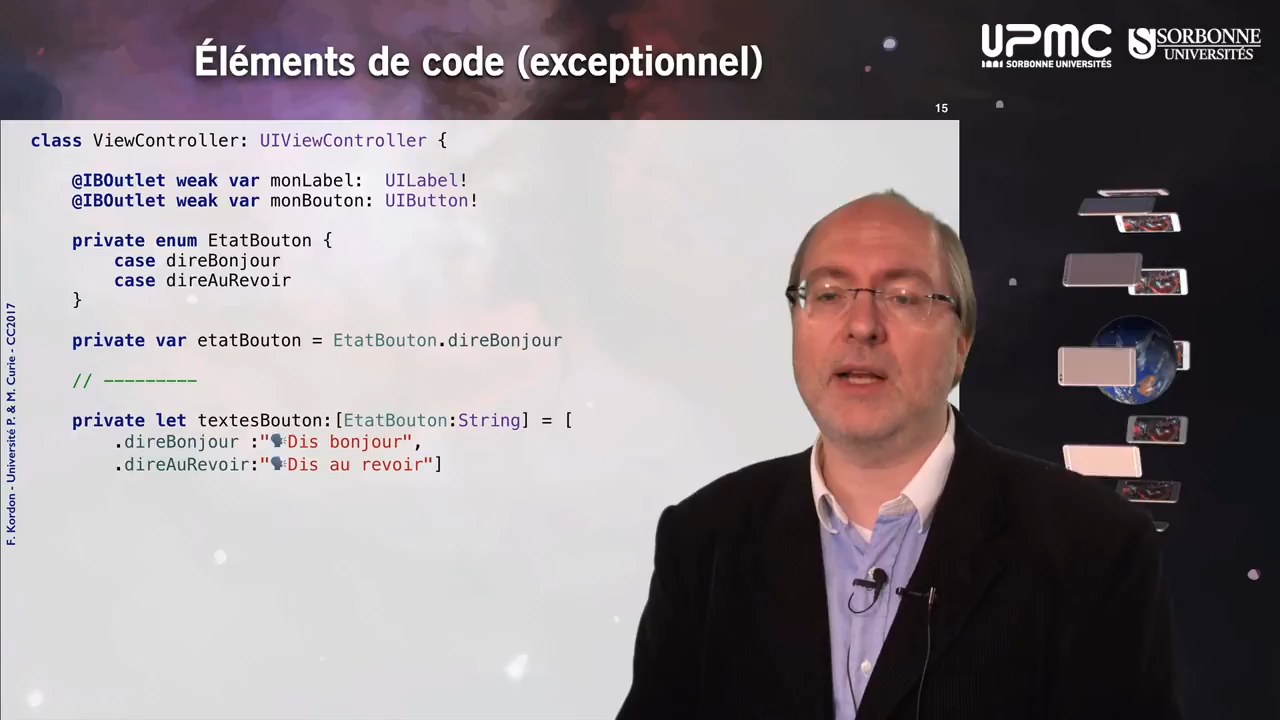 Éléments de code (exceptionnel)
UPMC
SORBONNE UNIVERSITÉS
SORBONNE
UNIVERSITÉS
15
class ViewController: UIViewController {
@IBOutlet weak var monLabel:  UILabel!
@IBOutlet weak var monBouton: UIButton!
private enum EtatBouton {
case direBonjour
case direAuRevoir
}
private var etatBouton = EtatBouton.direBonjour
// ---------
private let textesBouton:[EtatBouton:String] = [
.direBonjour :"🗣Dis bonjour",
.direAuRevoir:"🗣Dis au revoir"]
F. Kordon - Université P. & M. Curie - CC2017